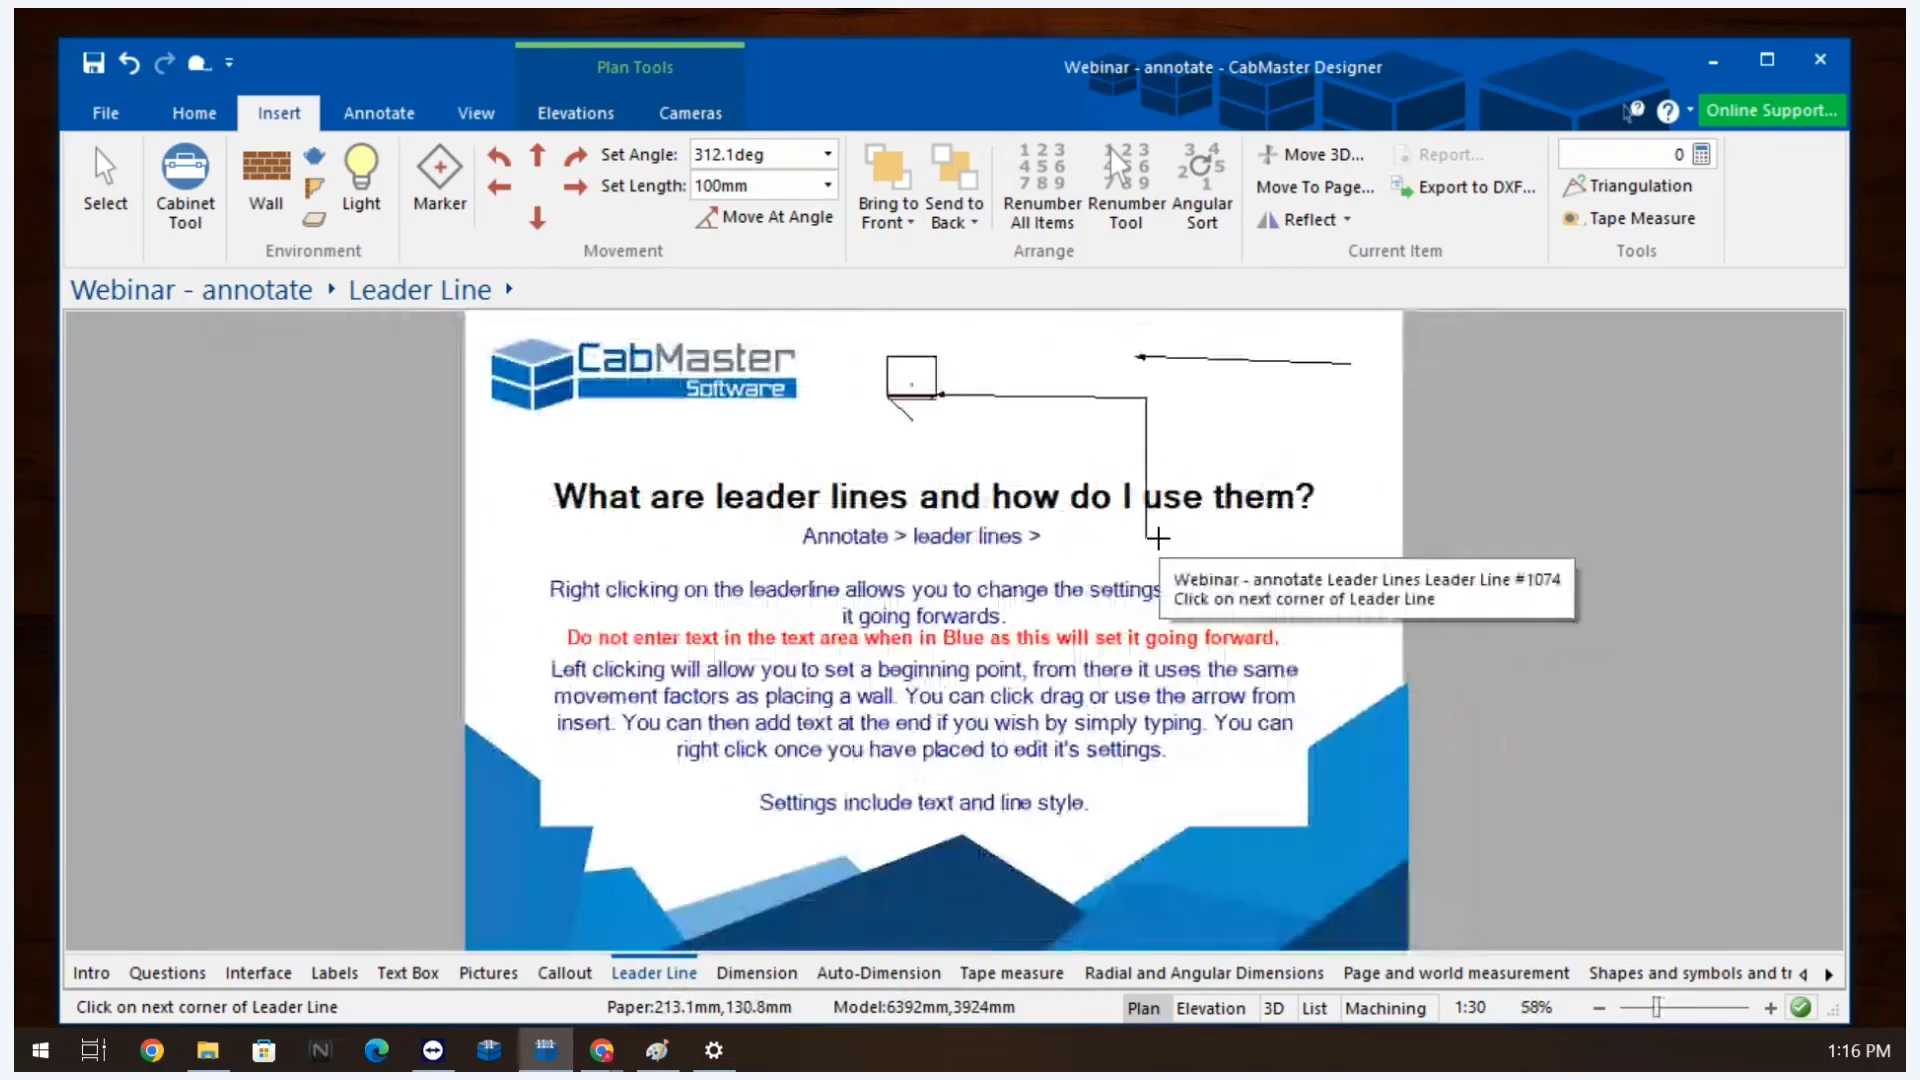 Plan Tools
Webinar - annotate - CabMaster Designer
File
Home
Insert
Annotate
View
Elevations
Cameras
Online Support...
Select
Cabinet
Tool
Wall
Light
Environment
Marker
Set Angle: 312.1deg
Set Length: 100mm
Move At Angle
Movement
Bring to
Front
Send to
Back
Renumber
All Items
Renumber
Tool
Angular
Sort
Arrange
Move 3D...
Report...
Move To Page...
Export to DXF...
Reflect
Current Item
0
Triangulation
Tape Measure
Tools
Webinar - annotate
Leader Line
CabMaster
Software
What are leader lines and how do I use them?
Annotate > leader lines >
Right clicking on the leaderline allows you to change the settings
it going forwards.
Webinar - annotate Leader Lines Leader Line #1074
Click on next corner of Leader Line
Do not enter text in the text area when in Blue as this will set it going forward.
Left clicking will allow you to set a beginning point, from there it uses the same
movement factors as placing a wall. You can click drag or use the arrow from
insert. You can then add text at the end if you wish by simply typing. You can
right click once you have placed to edit it's settings.
Settings include text and line style.
Intro
Questions
Interface
Labels
Text Box
Pictures
Callout
Leader Line
Dimension
Auto-Dimension
Tape measure
Radial and Angular Dimensions
Page and world measurement
Shapes and symbols and tr
Click on next corner of Leader Line
Paper:213.1mm,130.8mm
Model:6392mm,3924mm
Plan
Elevation
3D
List
Machining
1:30
58%
1:16 PM